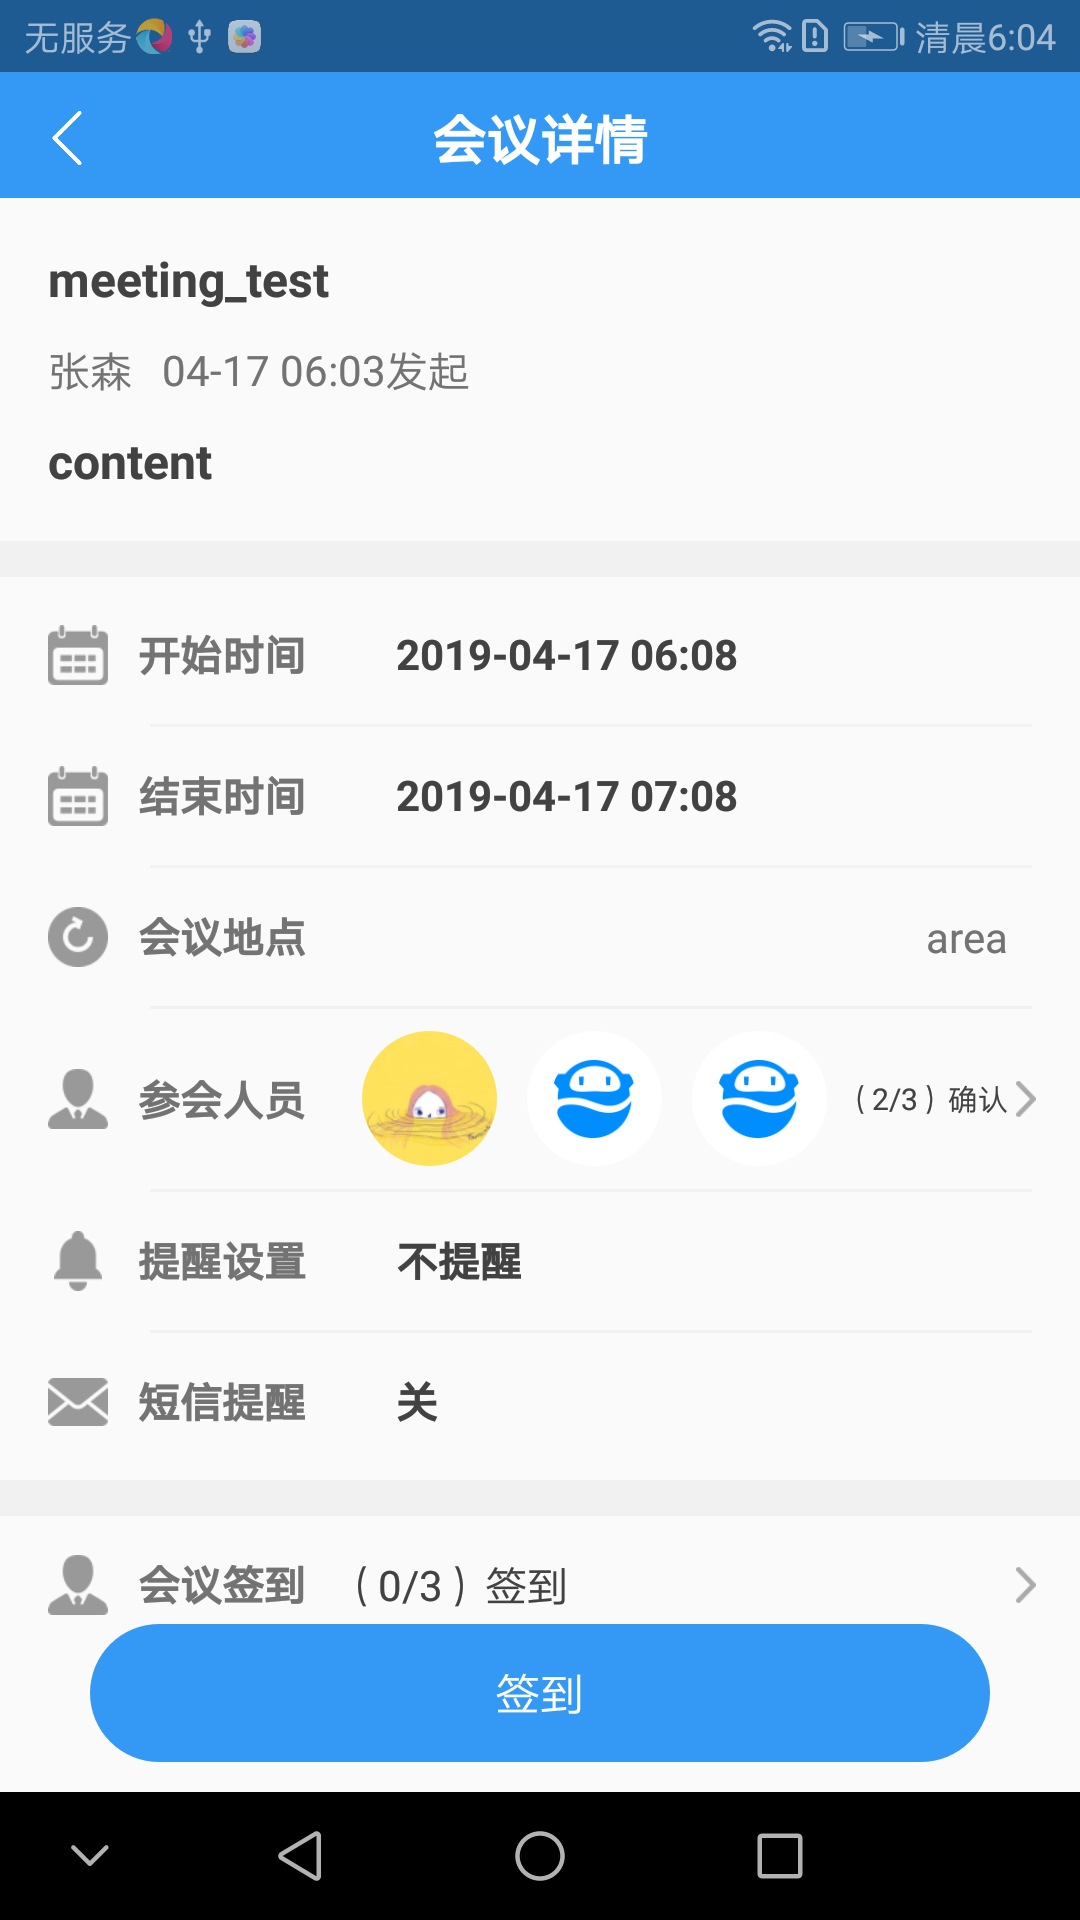 无服务 清晨6:04
会议详情
meeting_test
张森 04-17 06:03发起
content
开始时间 2019-04-17 06:08
结束时间 2019-04-17 07:08
会议地点 area
参会人员 （2/3）确认
提醒设置 不提醒
短信提醒 关
会议签到 （0/3）签到
签到